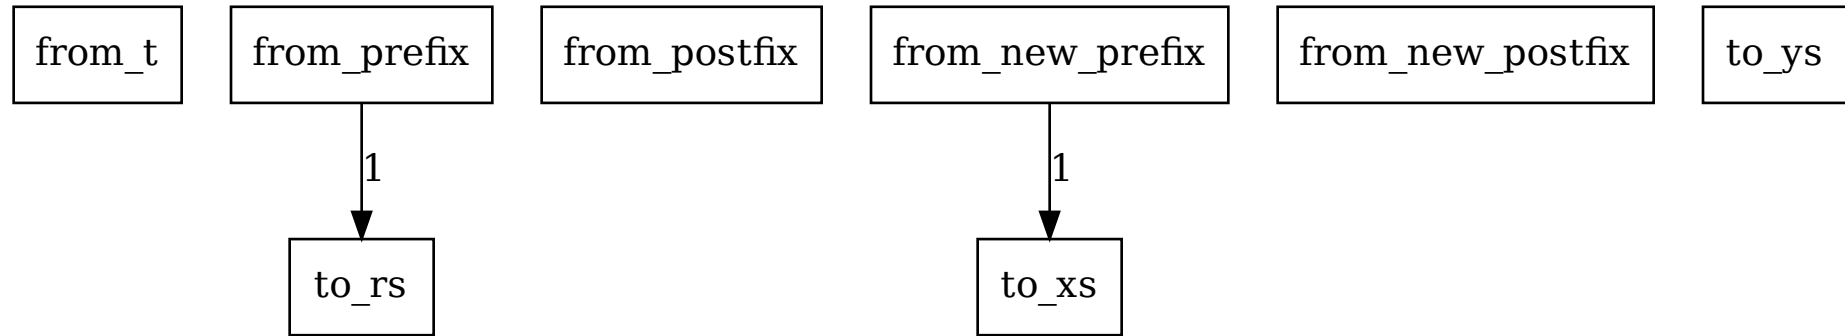 from_t
from_prefix
from_postfix
from_new_prefix
from_new_postfix
to_ys
1
1
to_rs
to_xs